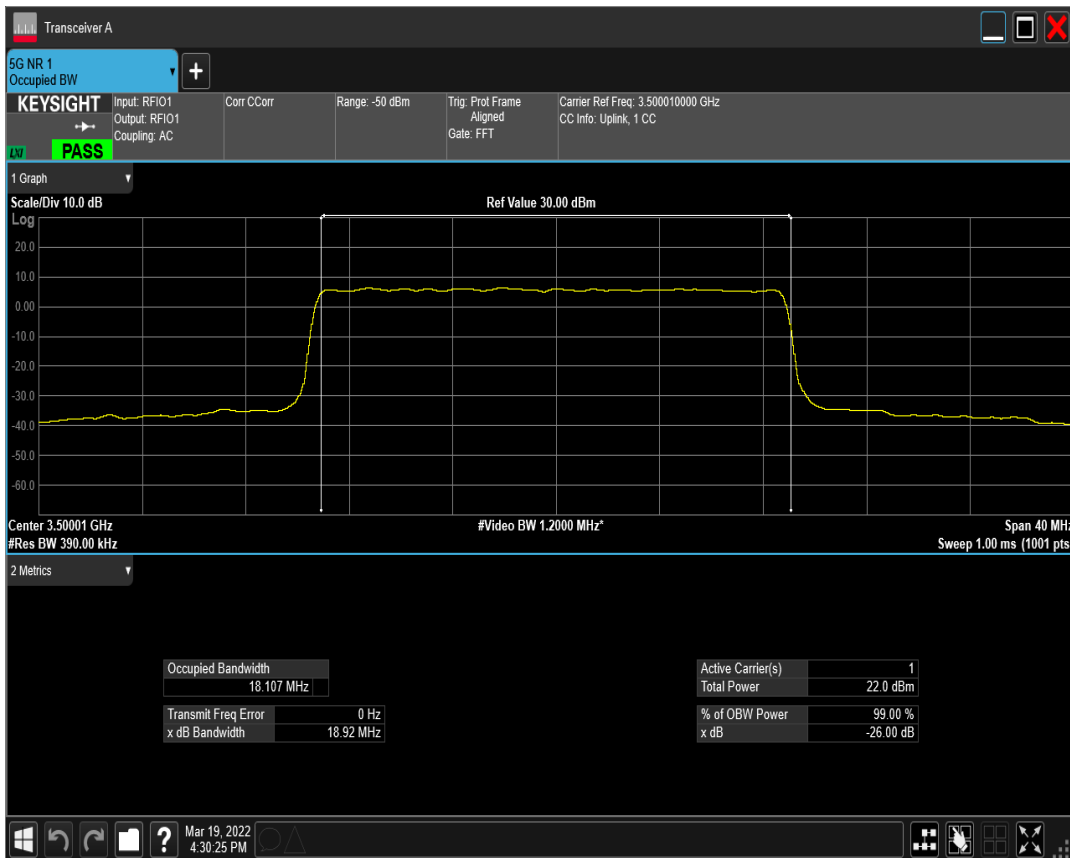 Transceiver A
5G NR 1
Occupied BW
KEYSIGHT
LXI
PASS
Input: RFIO1
Output: RFIO1
Coupling: AC
Corr CCorr
Range: -50 dBm
Trig: Prot Frame
Aligned
Gate: FFT
Carrier Ref Freq: 3.500010000 GHz
CC Info: Uplink, 1 CC
1 Graph
Scale/Div 10.0 dB
Ref Value 30.00 dBm
Log
20.0
10.0
0.00
-10.0
-20.0
-30.0
-40.0
-50.0
-60.0
Center 3.50001 GHz
#Video BW 1.2000 MHz*
Span 40 MHz
#Res BW 390.00 kHz
Sweep 1.00 ms (1001 pts
2 Metrics
Occupied Bandwidth
18.107 MHz
Transmit Freq Error 0 Hz
x dB Bandwidth 18.92 MHz
Active Carrier(s) 1
Total Power 22.0 dBm
% of OBW Power 99.00 %
x dB -26.00 dB
?
Mar 19, 2022
4:30:25 PM